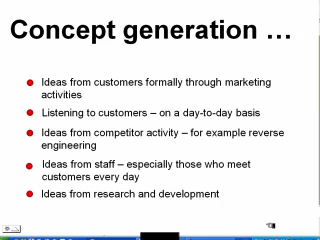 Concept generation …
Ideas from customers formally through marketing
activities
Listening to customers – on a day-to-day basis
Ideas from competitor activity – for example reverse
engineering
Ideas from staff – especially those who meet
customers every day
Ideas from research and development